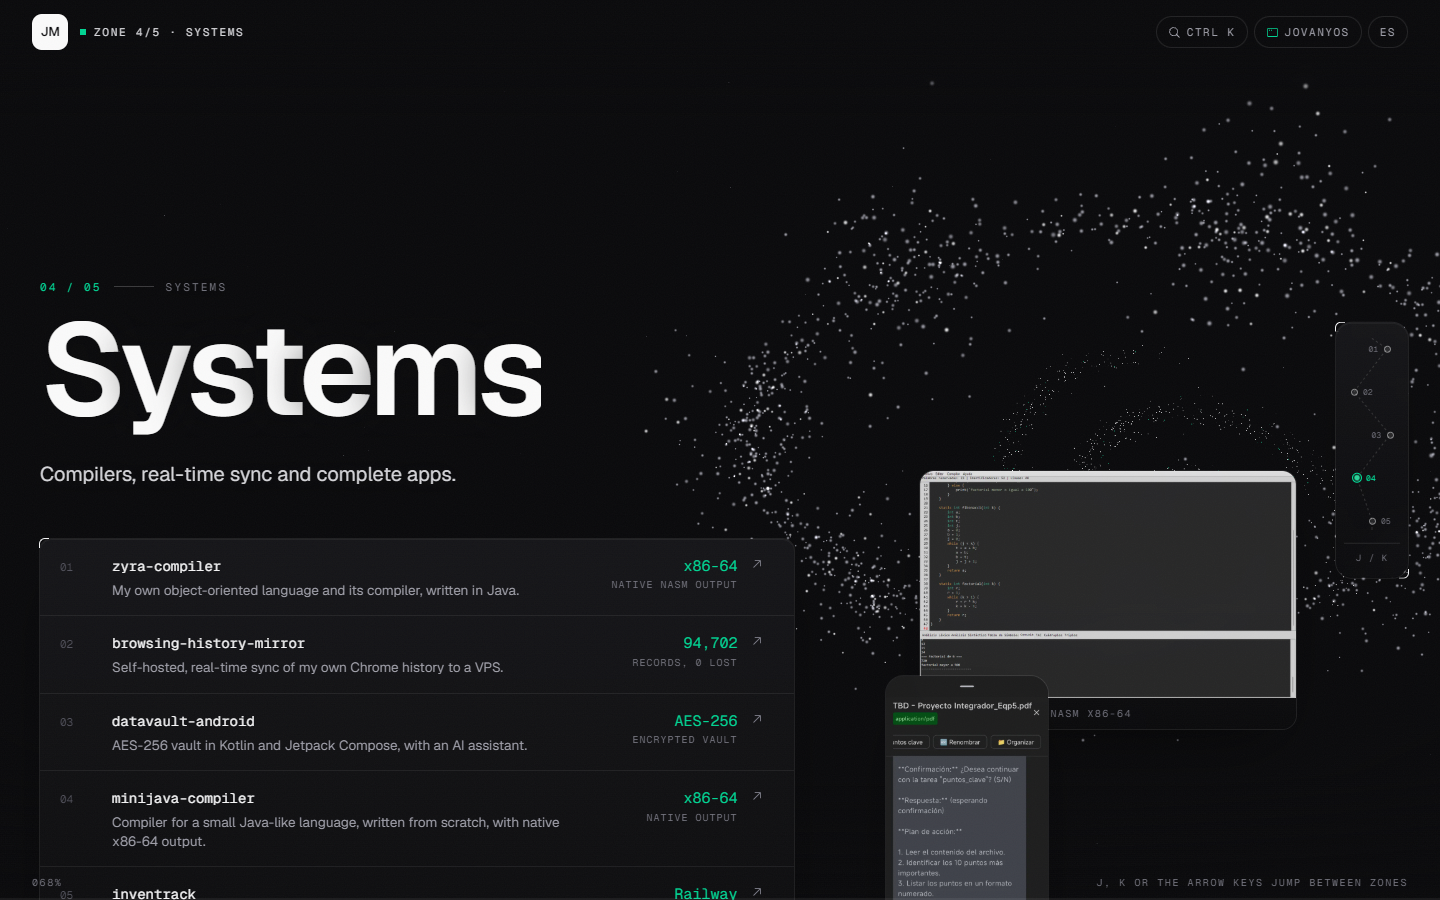 JM
ZONE 4/5 · SYSTEMS
CTRL K
JOVANYOS
ES
04 / 05
SYSTEMS
Systems
Compilers, real-time sync and complete apps.
01
zyra-compiler
My own object-oriented language and its compiler, written in Java.
x86-64
NATIVE NASM OUTPUT
02
browsing-history-mirror
Self-hosted, real-time sync of my own Chrome history to a VPS.
94,702
RECORDS, 0 LOST
03
datavault-android
AES-256 vault in Kotlin and Jetpack Compose, with an AI assistant.
AES-256
ENCRYPTED VAULT
04
minijava-compiler
Compiler for a small Java-like language, written from scratch, with native
x86-64 output.
x86-64
NATIVE OUTPUT
05
inventrack
Railway
068%
01
02
03
04
05
J / K
NASM X86-64
TBD - Proyecto Integrador_Eqp5.pdf
application/pdf
ntos clave
Renombrar
Organizar
**Confirmación:** ¿Desea continuar
con la tarea "puntos_clave"? (S/N)
**Respuesta:** (esperando
confirmación)
**Plan de acción:**
1. Leer el contenido del archivo.
2. Identificar los 10 puntos más
importantes.
3. Listar los puntos en un formato
numerado.
J, K OR THE ARROW KEYS JUMP BETWEEN ZONES